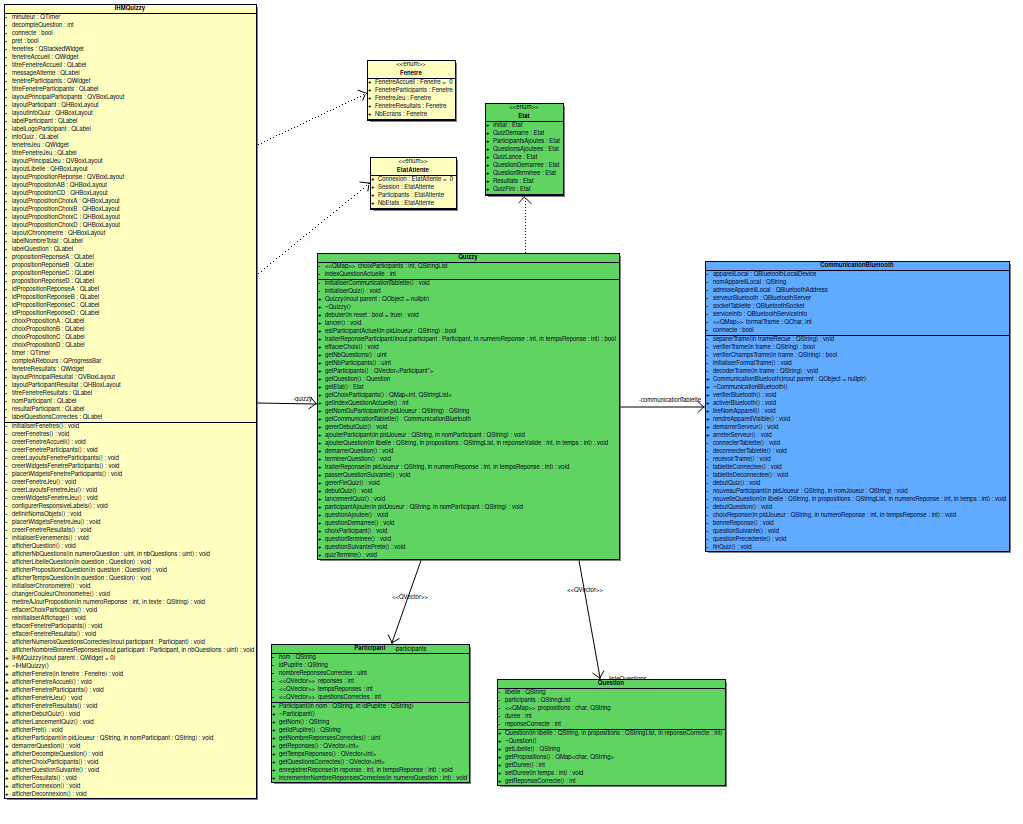 IHMQuizzy
- minuteur : QTimer
- decompteQuestion : int
- connecte : bool
- pret : bool
- fenetres : QStackedWidget
- fenetreAccueil : QWidget
- titreFenetreAccueil : QLabel
- messageAttente : QLabel
- fenetreParticipants : QWidget
- titreFenetreParticipants : QLabel
- layoutPrincipalParticipants : QVBoxLayout
- layoutParticipant : QHBoxLayout
- layoutInfoQuiz : QHBoxLayout
- labelParticipant : QLabel
- labelLogoParticipant : QLabel
- infoQuiz : QLabel
- fenetreJeu : QWidget
- titreFenetreJeu : QLabel
- layoutPrincipalJeu : QVBoxLayout
- layoutLibelle : QHBoxLayout
- layoutPropositionReponse : QVBoxLayout
- layoutPropositionAB : QHBoxLayout
- layoutPropositionCD : QHBoxLayout
- layoutPropositionChoixA : QHBoxLayout
- layoutPropositionChoixB : QHBoxLayout
- layoutPropositionChoixC : QHBoxLayout
- layoutPropositionChoixD : QHBoxLayout
- layoutChronometre : QHBoxLayout
- labelNombreTotal : QLabel
- labelQuestion : QLabel
- propositionReponseA : QLabel
- propositionReponseB : QLabel
- propositionReponseC : QLabel
- propositionReponseD : QLabel
- idPropositionReponseA : QLabel
- idPropositionReponseB : QLabel
- idPropositionReponseC : QLabel
- idPropositionReponseD : QLabel
- choixPropositionA : QLabel
- choixPropositionB : QLabel
- choixPropositionC : QLabel
- choixPropositionD : QLabel
- timer : QTimer
- compteARebours : QProgressBar
- fenetreResultats : QWidget
- layoutPrincipalResultat : QVBoxLayout
- layoutParticipantResultat : QHBoxLayout
- titreFenetreResultats : QLabel
- nomParticipant : QLabel
- resultatParticipant : QLabel
- labelQuestionsCorrectes : QLabel
- initialiserFenetres() : void
- creerFenetres() : void
- creerFenetreAccueil() : void
- creerFenetreParticipants() : void
- creerLayoutsFenetreParticipants() : void
- creerWidgetsFenetreParticipants() : void
- placerWidgetsFenetreParticipants() : void
- creerFenetreJeu() : void
- creerLayoutsFenetreJeu() : void
- creerWidgetsFenetreJeu() : void
- configurerResponsiveLabels() : void
- definirNomsObjets() : void
- placerWidgetsFenetreJeu() : void
- creerFenetreResultats() : void
- initialiserEvenements() : void
- afficherQuestion() : void
- afficherNbQuestions(in numeroQuestion : uint, in nbQuestions : uint) : void
- afficherLibelleQuestion(in question : Question) : void
- afficherPropositionsQuestion(in question : Question) : void
- afficherTempsQuestion(in question : Question) : void
- initialiserChronometre() : void
- changerCouleurChronometre() : void
- mettreAJourProposition(in numeroReponse : int, in texte : QString) : void
- effacerChoixParticipants() : void
- reinitialiserAffichage() : void
- effacerFenetreParticipants() : void
- effacerFenetreResultats() : void
- afficherNumerosQuestionsCorrectes(inout participant : Participant) : void
- afficherNombreBonnesReponses(inout participant : Participant, in nbQuestions : uint) : void
+ IHMQuizzy(inout parent : QWidget = 0)
+ ~IHMQuizzy()
+ afficherFenetre(in fenetre : Fenetre) : void
+ afficherFenetreAccueil() : void
+ afficherFenetreParticipants() : void
+ afficherFenetreJeu() : void
+ afficherFenetreResultats() : void
+ afficherDebutQuiz() : void
+ afficherLancementQuiz() : void
+ afficherPret() : void
+ afficherParticipant(in pidJoueur : QString, in nomParticipant : QString) : void
+ demarrerQuestion() : void
+ afficherDecompteQuestion() : void
+ afficherChoixParticipants() : void
+ afficherQuestionSuivante() : void
+ afficherResultats() : void
+ afficherConnexion() : void
+ afficherDeconnexion() : void
<<enum>>
Fenetre
+ FenetreAccueil : Fenetre = 0
+ FenetreParticipants : Fenetre
+ FenetreJeu : Fenetre
+ FenetreResultats : Fenetre
+ NbEcrans : Fenetre
<<enum>>
EtatAttente
+ Connexion : EtatAttente = 0
+ Session : EtatAttente
+ Participants : EtatAttente
+ NbEtats : EtatAttente
<<enum>>
Etat
+ Initial : Etat
+ QuizDemarre : Etat
+ ParticipantsAjoutes : Etat
+ QuestionsAjoutees : Etat
+ QuizLance : Etat
+ QuestionDemarree : Etat
+ QuestionTerminee : Etat
+ Resultats : Etat
+ QuizFini : Etat
-quizzy
Quizzy
- <<QMap>> choixParticipants : int, QStringList
- indexQuestionActuelle : int
- initialiserCommunicationTablette() : void
- initialiserQuiz() : void
+ Quizzy(inout parent : QObject = nullptr)
+ ~Quizzy()
+ debuter(in reset : bool = true) : void
+ lancer() : void
+ estParticipantActuel(in pidJoueur : QString) : bool
+ traiterReponseParticipant(inout participant : Participant, in numeroReponse : int, in tempsReponse : int) : bool
+ effacerChoix() : void
+ getNbQuestions() : uint
+ getNbParticipants() : uint
+ getParticipants() : QVector<Participant*>
+ getQuestion() : Question
+ getEtat() : Etat
+ getChoixParticipants() : QMap<int, QStringList>
+ getIndexQuestionActuelle() : int
+ getNomDuParticipant(in pidJoueur : QString) : QString
+ getCommunicationTablette() : CommunicationBluetooth
+ gererDebutQuiz() : void
+ ajouterParticipant(in pidJoueur : QString, in nomParticipant : QString) : void
+ ajouterQuestion(in libelle : QString, in propositions : QStringList, in reponseValide : int, in temps : int) : void
+ demarrerQuestion() : void
+ terminerQuestion() : void
+ traiterReponse(in pidJoueur : QString, in numeroReponse : int, in tempsReponse : int) : void
+ passerQuestionSuivante() : void
+ gererFinQuiz() : void
+ debutQuiz() : void
+ lancementQuiz() : void
+ participantAjoute(in pidJoueur : QString, in nomParticipant : QString) : void
+ questionAjoutee() : void
+ questionDemarree() : void
+ choixParticipant() : void
+ questionTerminee() : void
+ questionSuivantePrete() : void
+ quizTermine() : void
-communicationTablette
CommunicationBluetooth
- appareilLocal : QBluetoothLocalDevice
- nomAppareilLocal : QString
- adresseAppareilLocal : QBluetoothAddress
- serveurBluetooth : QBluetoothServer
- socketTablette : QBluetoothSocket
- serviceInfo : QBluetoothServiceInfo
- <<QMap>> formatTrame : QChar, int
- connecte : bool
- separerTrame(in trameRecue : QString) : void
- verifierTrame(in trame : QString) : bool
- verifierChampsTrame(in trame : QString) : bool
- initialiserFormatTrame() : void
- decoderTrame(in trame : QString) : void
+ CommunicationBluetooth(inout parent : QObject = nullptr)
+ ~CommunicationBluetooth()
+ verifierBluetooth() : void
+ activerBluetooth() : void
+ lireNomAppareil() : void
+ rendreAppareilVisible() : void
+ demarrerServeur() : void
+ arreterServeur() : void
- connecterTablette() : void
- deconnecterTablette() : void
- recevoirTrame() : void
- tabletteConnectee() : void
- tabletteDeconnectee() : void
- debutQuiz() : void
- nouveauParticipant(in pidJoueur : QString, in nomJoueur : QString) : void
- nouvelleQuestion(in libelle : QString, in propositions : QStringList, in numeroReponse : int, in temps : int) : void
- debutQuestion() : void
- choixReponse(in pidJoueur : QString, in numeroReponse : int, in tempsReponse : int) : void
- bonneReponse() : void
- questionSuivante() : void
- questionPrecedente() : void
- finQuiz() : void
<<QVector>>
<<QVector>>
-participants
Participant
- nom : QString
- idPupitre : QString
- nombreReponsesCorrectes : uint
- <<QVector>> reponses : int
- <<QVector>> tempsReponses : int
- <<QVector>> questionsCorrectes : int
+ Participant(in nom : QString, in idPupitre : QString)
+ ~Participant()
+ getNom() : QString
+ getIdPupitre() : QString
+ getNombreReponsesCorrectes() : uint
+ getReponses() : QVector<int>
+ getTempsReponses() : QVector<int>
+ getQuestionsCorrectes() : QVector<int>
+ enregistrerReponse(in reponse : int, in tempsReponse : int) : void
+ incrementerNombreReponsesCorrectes(in numeroQuestion : int) : void
-listeQuestions
Question
- libelle : QString
- participants : QStringList
- <<QMap>> propositions : char, QString
- duree : int
- reponseCorrecte : int
+ Question(in libelle : QString, in propositions : QStringList, in reponseCorrecte : int)
+ ~Question()
+ getLibelle() : QString
+ getPropositions() : QMap<char, QString>
+ getDuree() : int
+ setDuree(in temps : int) : void
+ getReponseCorrecte() : int